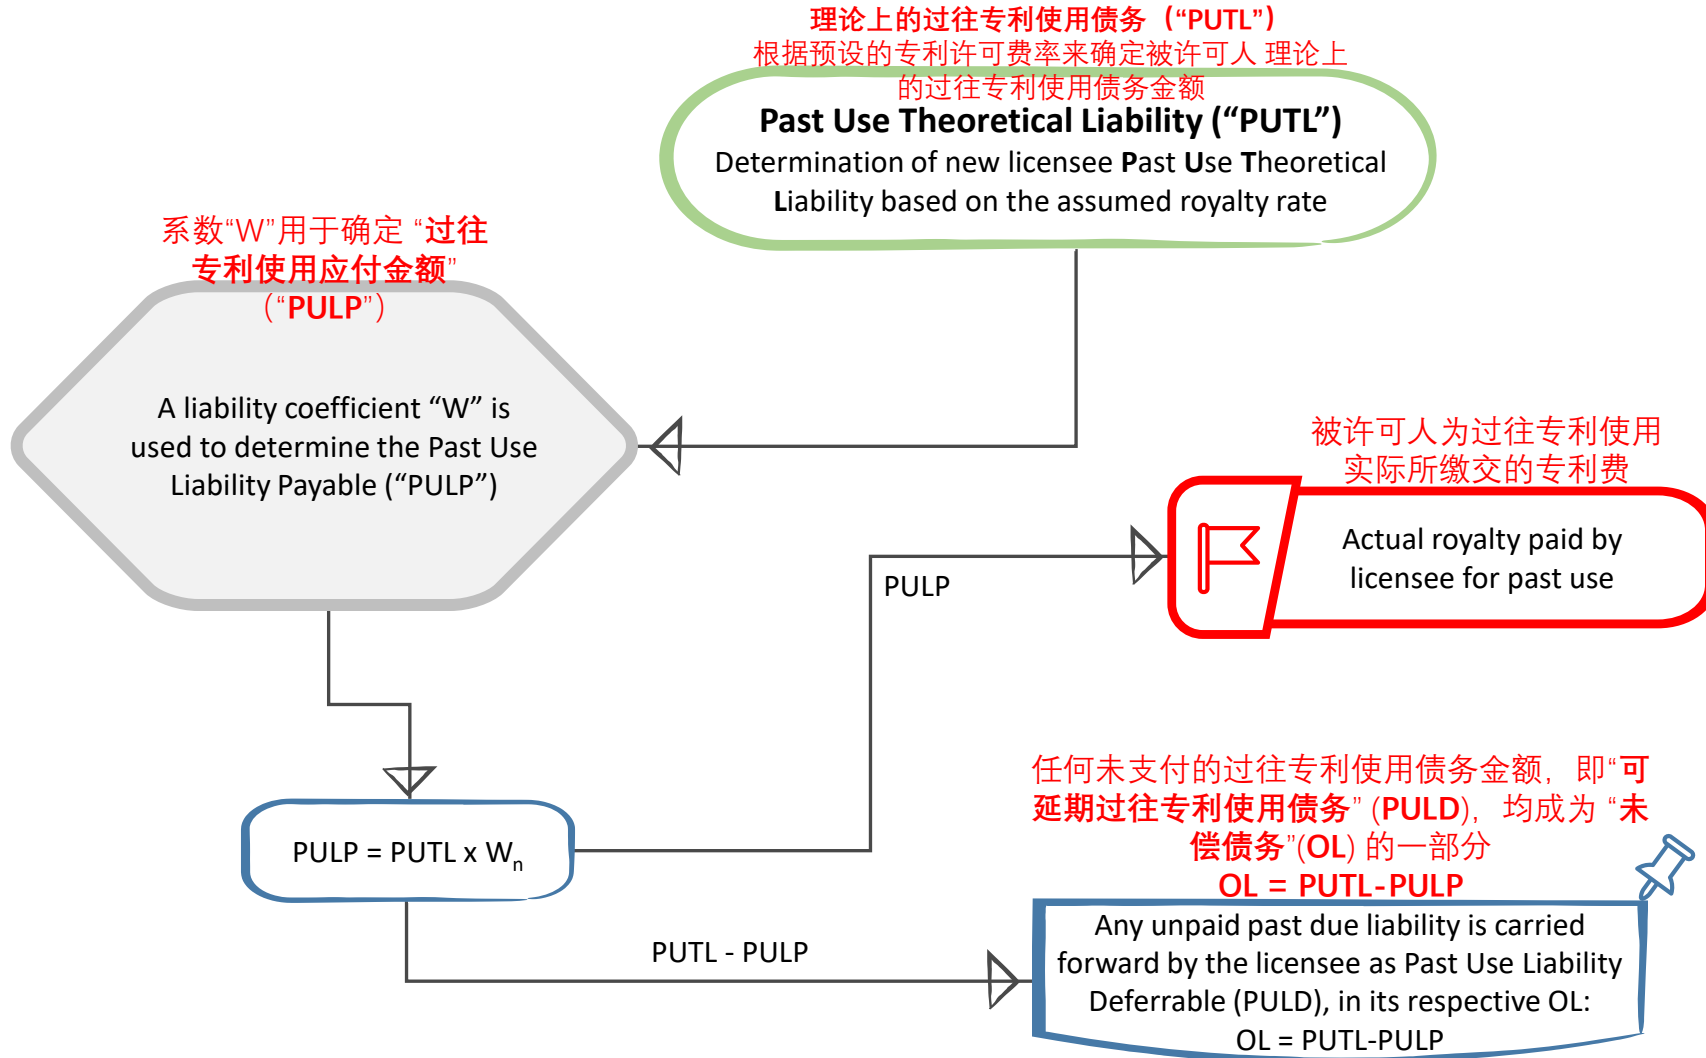 理论上的过往专利使用债务（“PUTL”）
根据预设的专利许可费率来确定被许可人 理论上
的过往专利使用债务金额
Past Use Theoretical Liability (“PUTL”)
Determination of new licensee Past Use Theoretical
Liability based on the assumed royalty rate
系数“W”用于确定 “过往
专利使用应付金额”
（“PULP”）
A liability coefficient “W” is
used to determine the Past Use
Liability Payable (“PULP”)
被许可人为过往专利使用
实际所缴交的专利费
Actual royalty paid by
licensee for past use
PULP
PULP = PUTL x Wn
任何未支付的过往专利使用债务金额，即“可
延期过往专利使用债务” (PULD)，均成为 “未
偿债务”(OL) 的一部分
OL = PUTL-PULP
PUTL - PULP
Any unpaid past due liability is carried
forward by the licensee as Past Use Liability
Deferrable (PULD), in its respective OL:
OL = PUTL-PULP